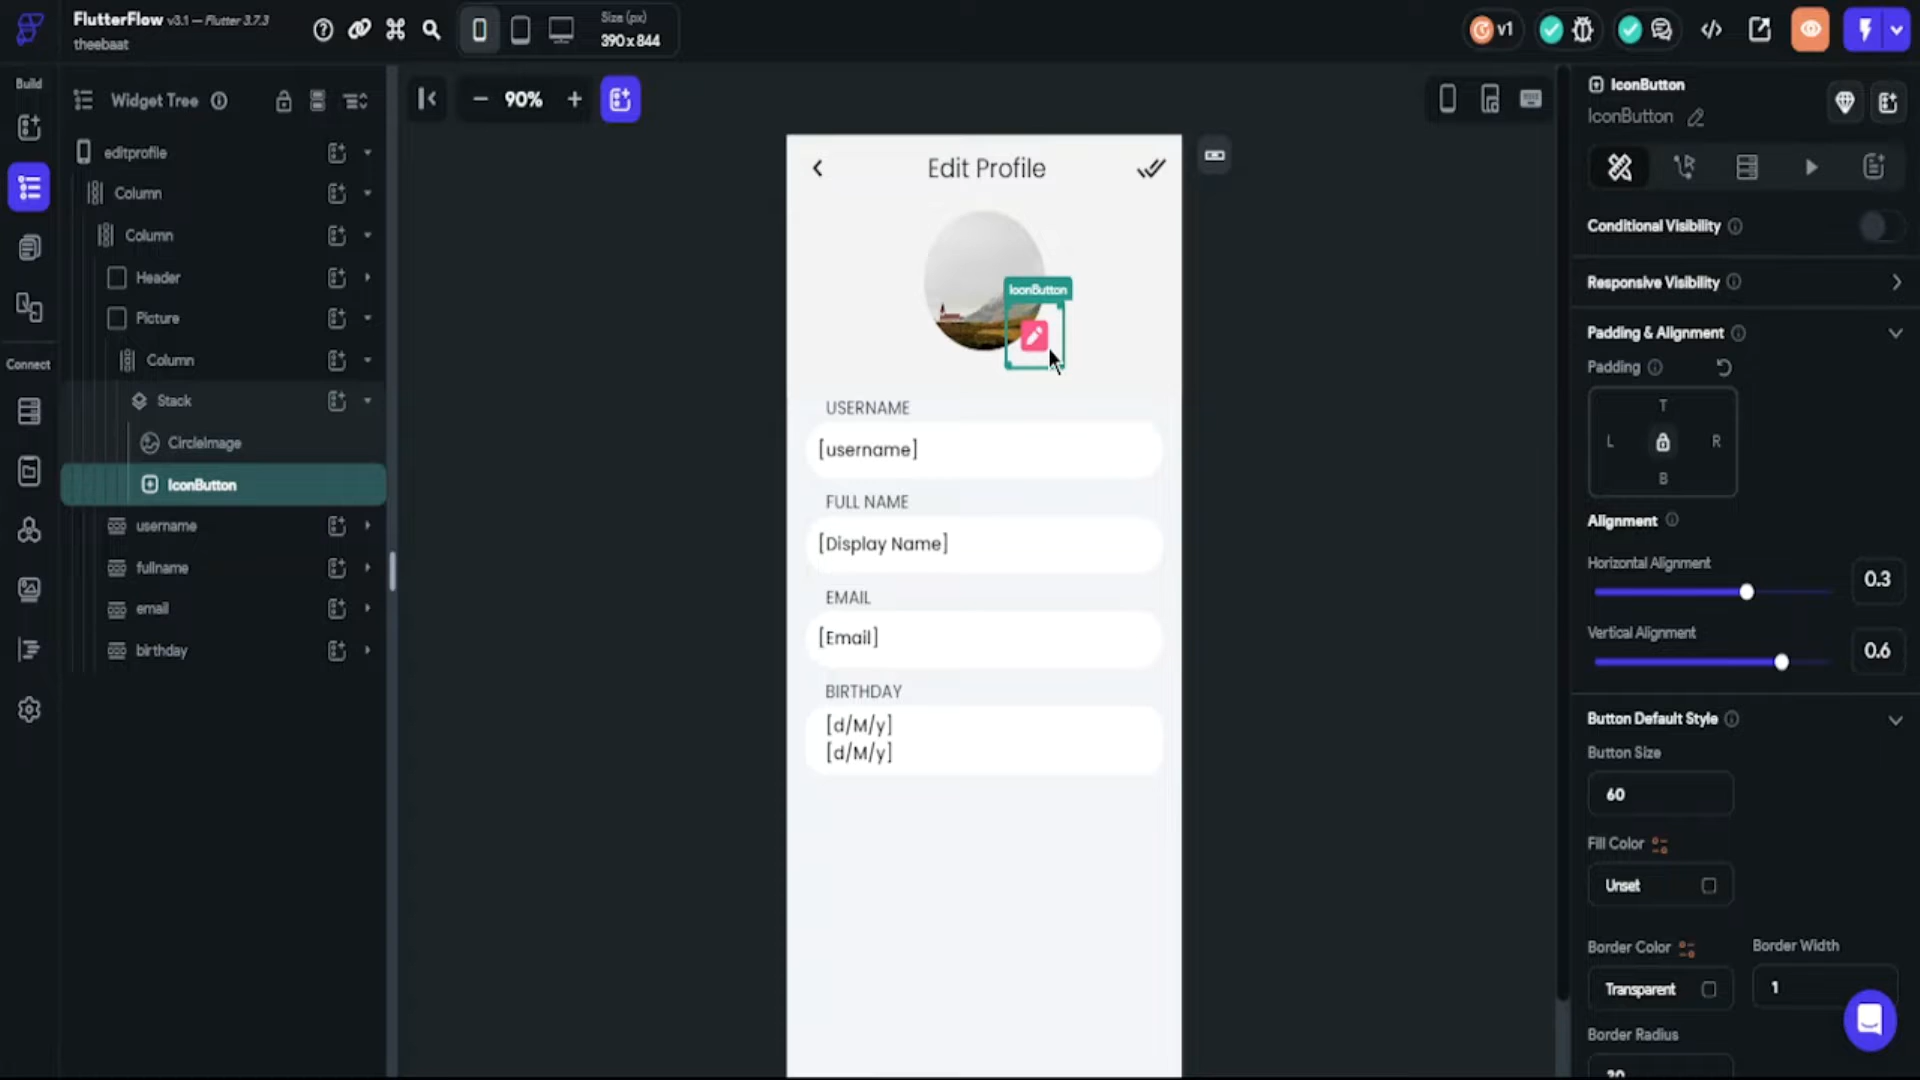 FlutterFlow v3.1 — Flutter 3.7.3
theebaat
Size (px)
390 x 844
v1
Build
Connect
Widget Tree
editprofile
Column
Column
Header
Picture
Column
Stack
CircleImage
IconButton
username
fullname
email
birthday
90%
Edit Profile
IconButton
USERNAME
[username]
FULL NAME
[Display Name]
EMAIL
[Email]
BIRTHDAY
[d/M/y]
[d/M/y]
IconButton
IconButton
Conditional Visibility
Responsive Visibility
Padding & Alignment
Padding
T
L R
B
Alignment
Horizontal Alignment
0.3
Vertical Alignment
0.6
Button Default Style
Button Size
60
Fill Color
Unset
Border Color Border Width
Transparent 1
Border Radius